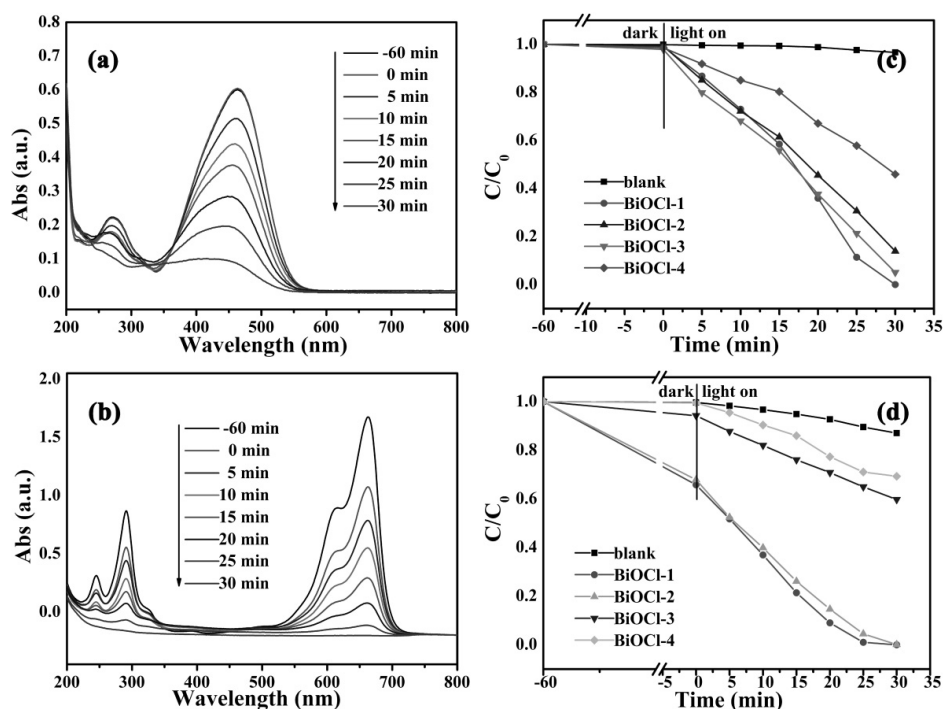 (a)
-60 min
0 min
5 min
10 min
15 min
20 min
25 min
30 min
Abs (a.u.)
0.8
0.7
0.6
0.5
0.4
0.3
0.2
0.1
0.0
200 300 400 500 600 700 800
Wavelength (nm)
(c)
dark light on
blank
BiOCl-1
BiOCl-2
BiOCl-3
BiOCl-4
C/C0
1.0
0.8
0.6
0.4
0.2
0.0
-60 -10 -5 0 5 10 15 20 25 30 35
Time (min)
(b)
-60 min
0 min
5 min
10 min
15 min
20 min
25 min
30 min
Abs (a.u.)
2.0
1.5
1.0
0.5
0.0
200 300 400 500 600 700 800
Wavelength (nm)
(d)
dark light on
blank
BiOCl-1
BiOCl-2
BiOCl-3
BiOCl-4
C/C0
1.0
0.8
0.6
0.4
0.2
0.0
-60 -5 0 5 10 15 20 25 30 35
Time (min)